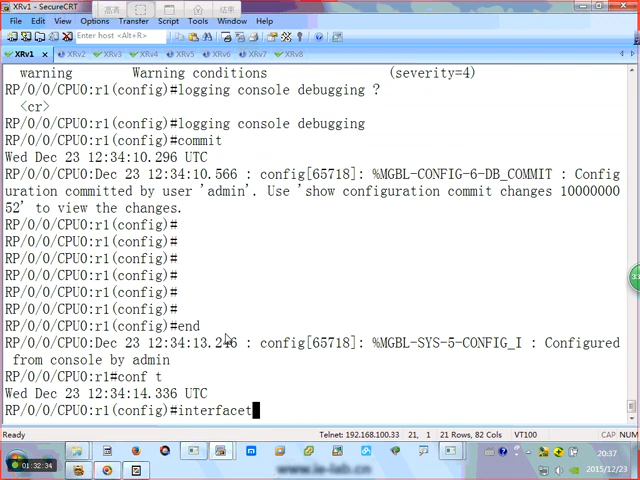 XRv1 - SecureCRT
File Edit View Options Transfer Script Tools Interface Help
Enter host <Alt+R>
XRv1 XRv2 XRv3 XRv4 XRv5 XRv6 XRv7 XRv8
warning Warning conditions (severity=4)
RP/0/0/CPU0:r1(config)#logging console debugging ?
<cr>
RP/0/0/CPU0:r1(config)#logging console debugging
RP/0/0/CPU0:r1(config)#commit
Wed Dec 23 12:34:10.296 UTC
RP/0/0/CPU0:Dec 23 12:34:10.566 : config[65718]: %MGBL-CONFIG-6-DB_COMMIT : Config
uration committed by user 'admin'. Use 'show configuration commit changes 10000000
52' to view the changes.
RP/0/0/CPU0:r1(config)#
RP/0/0/CPU0:r1(config)#
RP/0/0/CPU0:r1(config)#
RP/0/0/CPU0:r1(config)#
RP/0/0/CPU0:r1(config)#
RP/0/0/CPU0:r1(config)#
RP/0/0/CPU0:r1(config)#end
RP/0/0/CPU0:Dec 23 12:34:13.246 : config[65718]: %MGBL-SYS-5-CONFIG_I : Configured
from console by admin
RP/0/0/CPU0:r1#conf t
Wed Dec 23 12:34:14.336 UTC
RP/0/0/CPU0:r1(config)#interfacet
33
Ready Telnet: 192.168.100.33 21, 1 21 Rows, 82 Cols VT100 CAP NUM
01:32:34
www.ie-lab.cn
20:37
2015/12/23